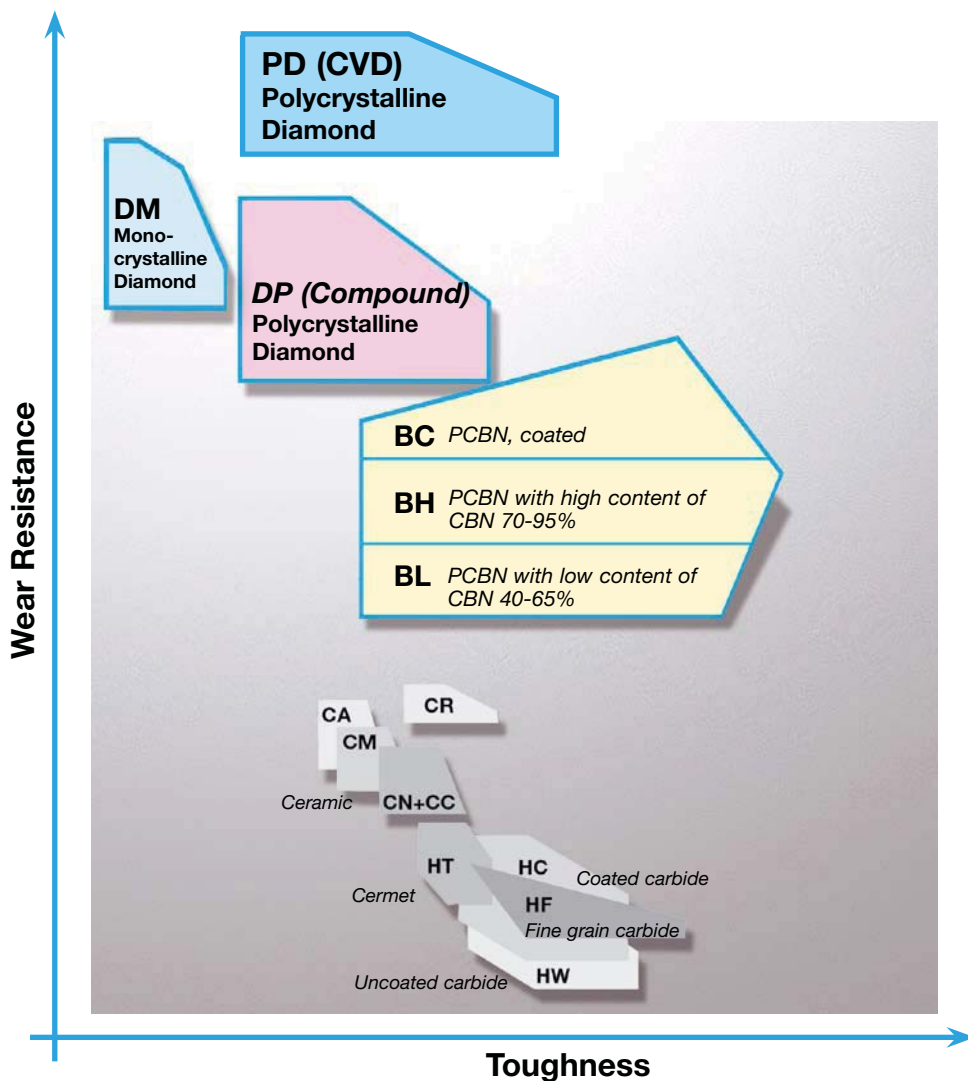 PD (CVD)
Polycrystalline
Diamond
DM
Mono-
crystalline
Diamond
DP (Compound)
Polycrystalline
Diamond
BC PCBN, coated
BH PCBN with high content of
CBN 70-95%
BL PCBN with low content of
CBN 40-65%
Wear Resistance
CA
CR
CM
Ceramic
CN+CC
HT
HC
Coated carbide
Cermet
HF
Fine grain carbide
Uncoated carbide
HW
Toughness